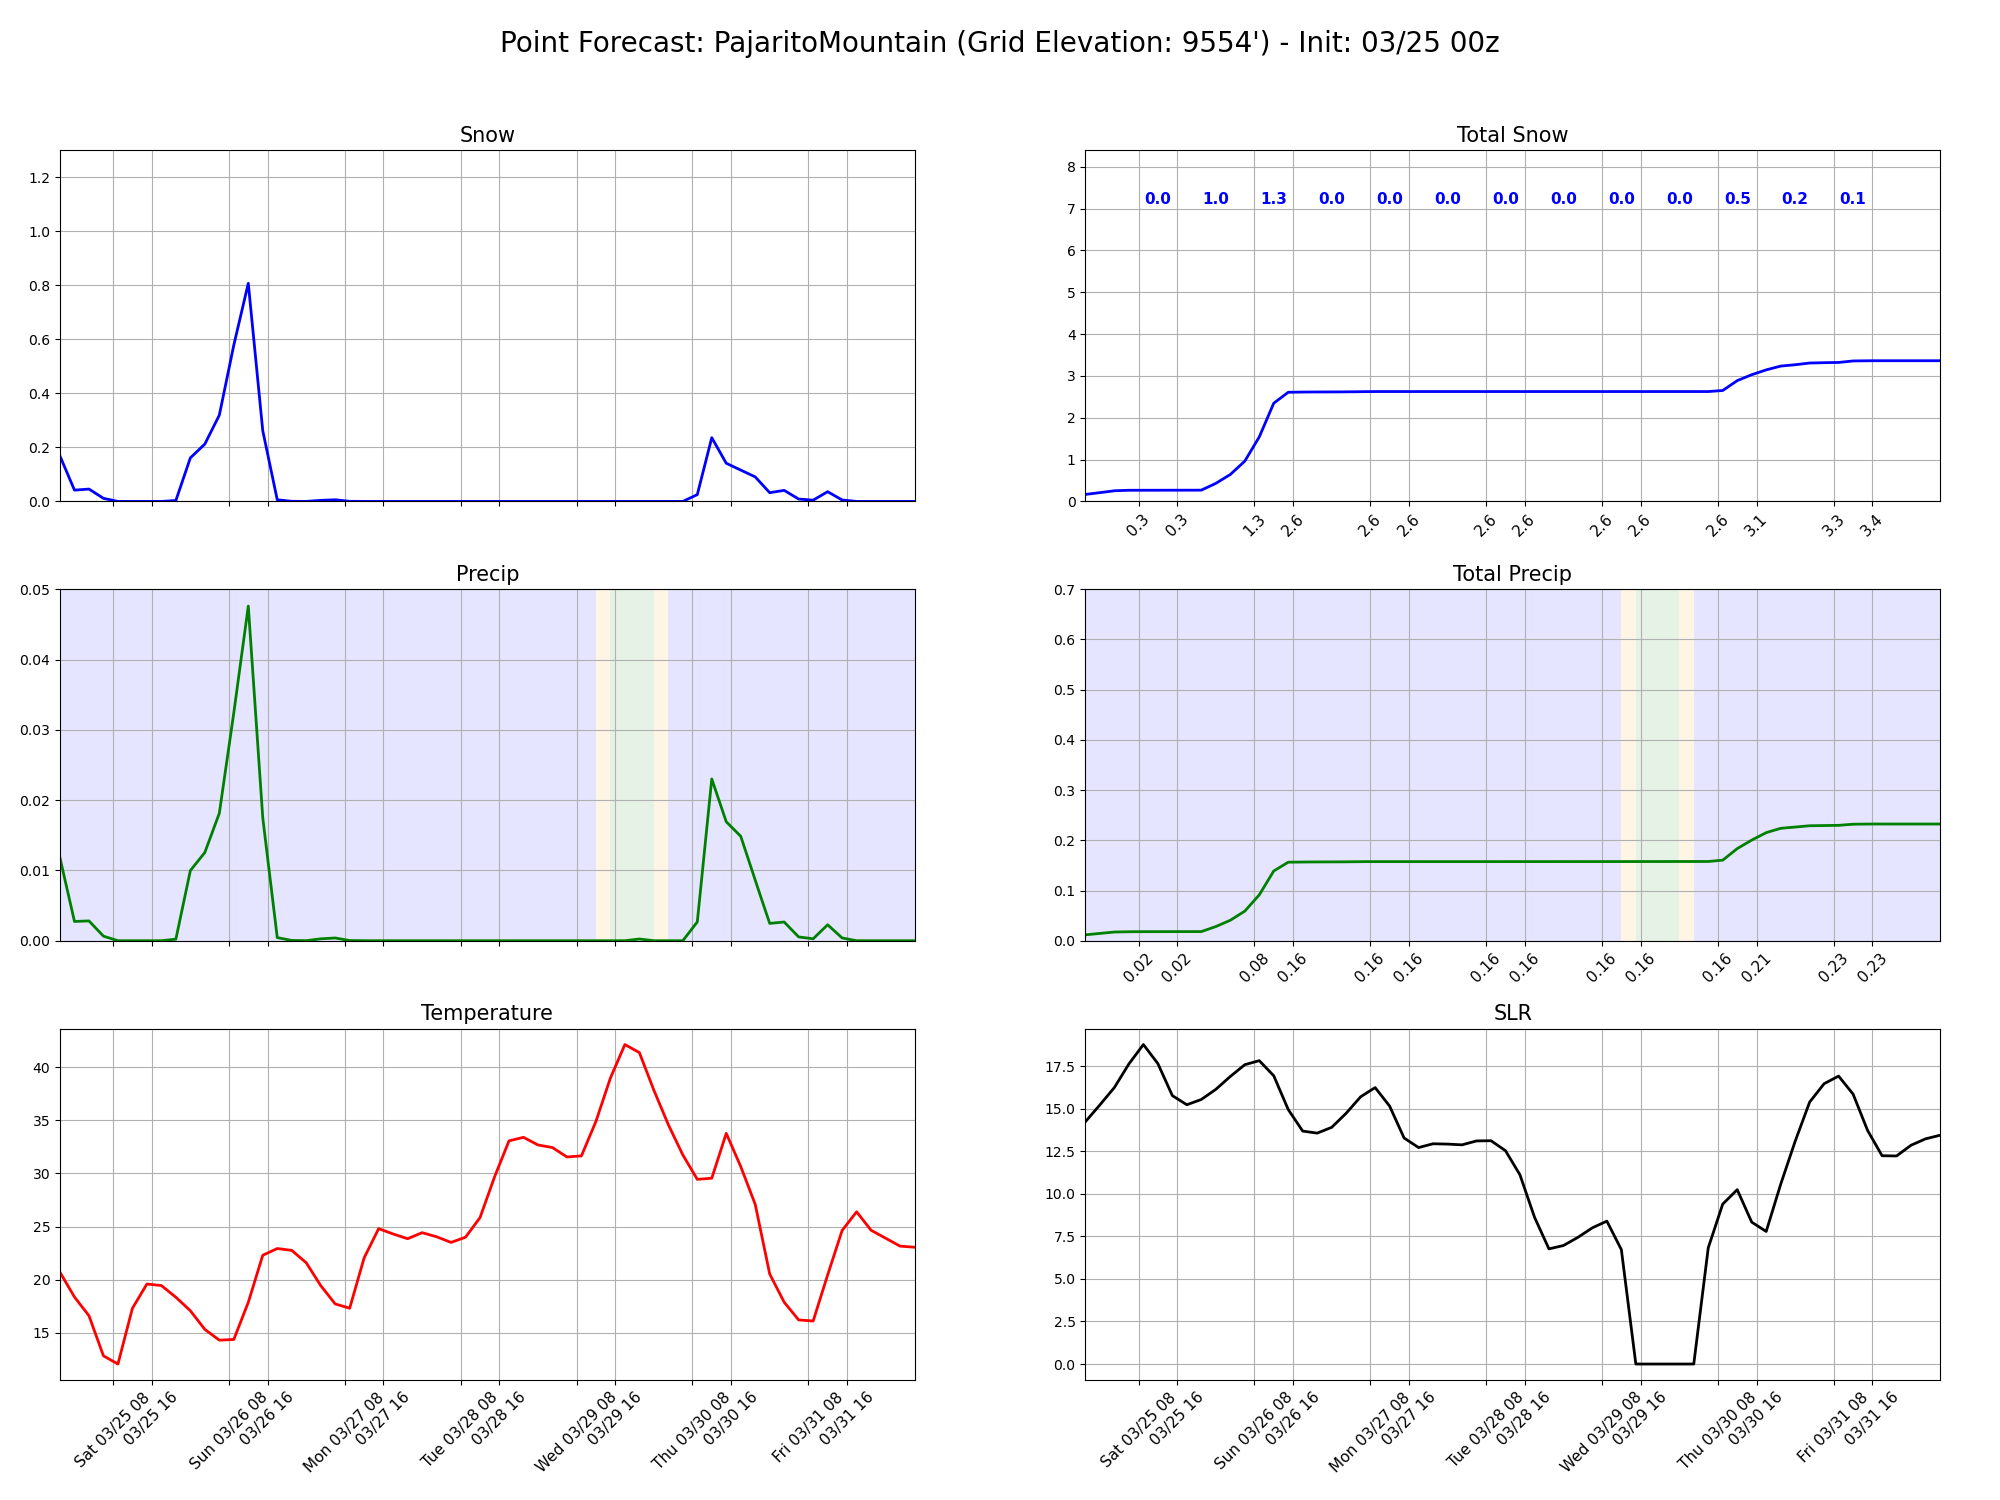 Point Forecast: PajaritoMountain (Grid Elevation: 9554') - Init: 03/25 00z
Snow
1.2
1.0
0.8
0.6
0.4
0.2
0.0
Total Snow
8
7
6
5
4
3
2
1
0
0.0 1.0 1.3 0.0 0.0 0.0 0.0 0.0 0.0 0.0 0.5 0.2 0.1
0.3 0.3 1.3 2.6 2.6 2.6 2.6 2.6 2.6 2.6 2.6 3.1 3.3 3.4
Precip
0.05
0.04
0.03
0.02
0.01
0.00
Total Precip
0.7
0.6
0.5
0.4
0.3
0.2
0.1
0.0
0.02 0.02 0.08 0.16 0.16 0.16 0.16 0.16 0.16 0.16 0.16 0.21 0.23 0.23
Temperature
40
35
30
25
20
15
Sat 03/25 08
03/25 16
Sun 03/26 08
03/26 16
Mon 03/27 08
03/27 16
Tue 03/28 08
03/28 16
Wed 03/29 08
03/29 16
Thu 03/30 08
03/30 16
Fri 03/31 08
03/31 16
SLR
17.5
15.0
12.5
10.0
7.5
5.0
2.5
0.0
Sat 03/25 08
03/25 16
Sun 03/26 08
03/26 16
Mon 03/27 08
03/27 16
Tue 03/28 08
03/28 16
Wed 03/29 08
03/29 16
Thu 03/30 08
03/30 16
Fri 03/31 08
03/31 16